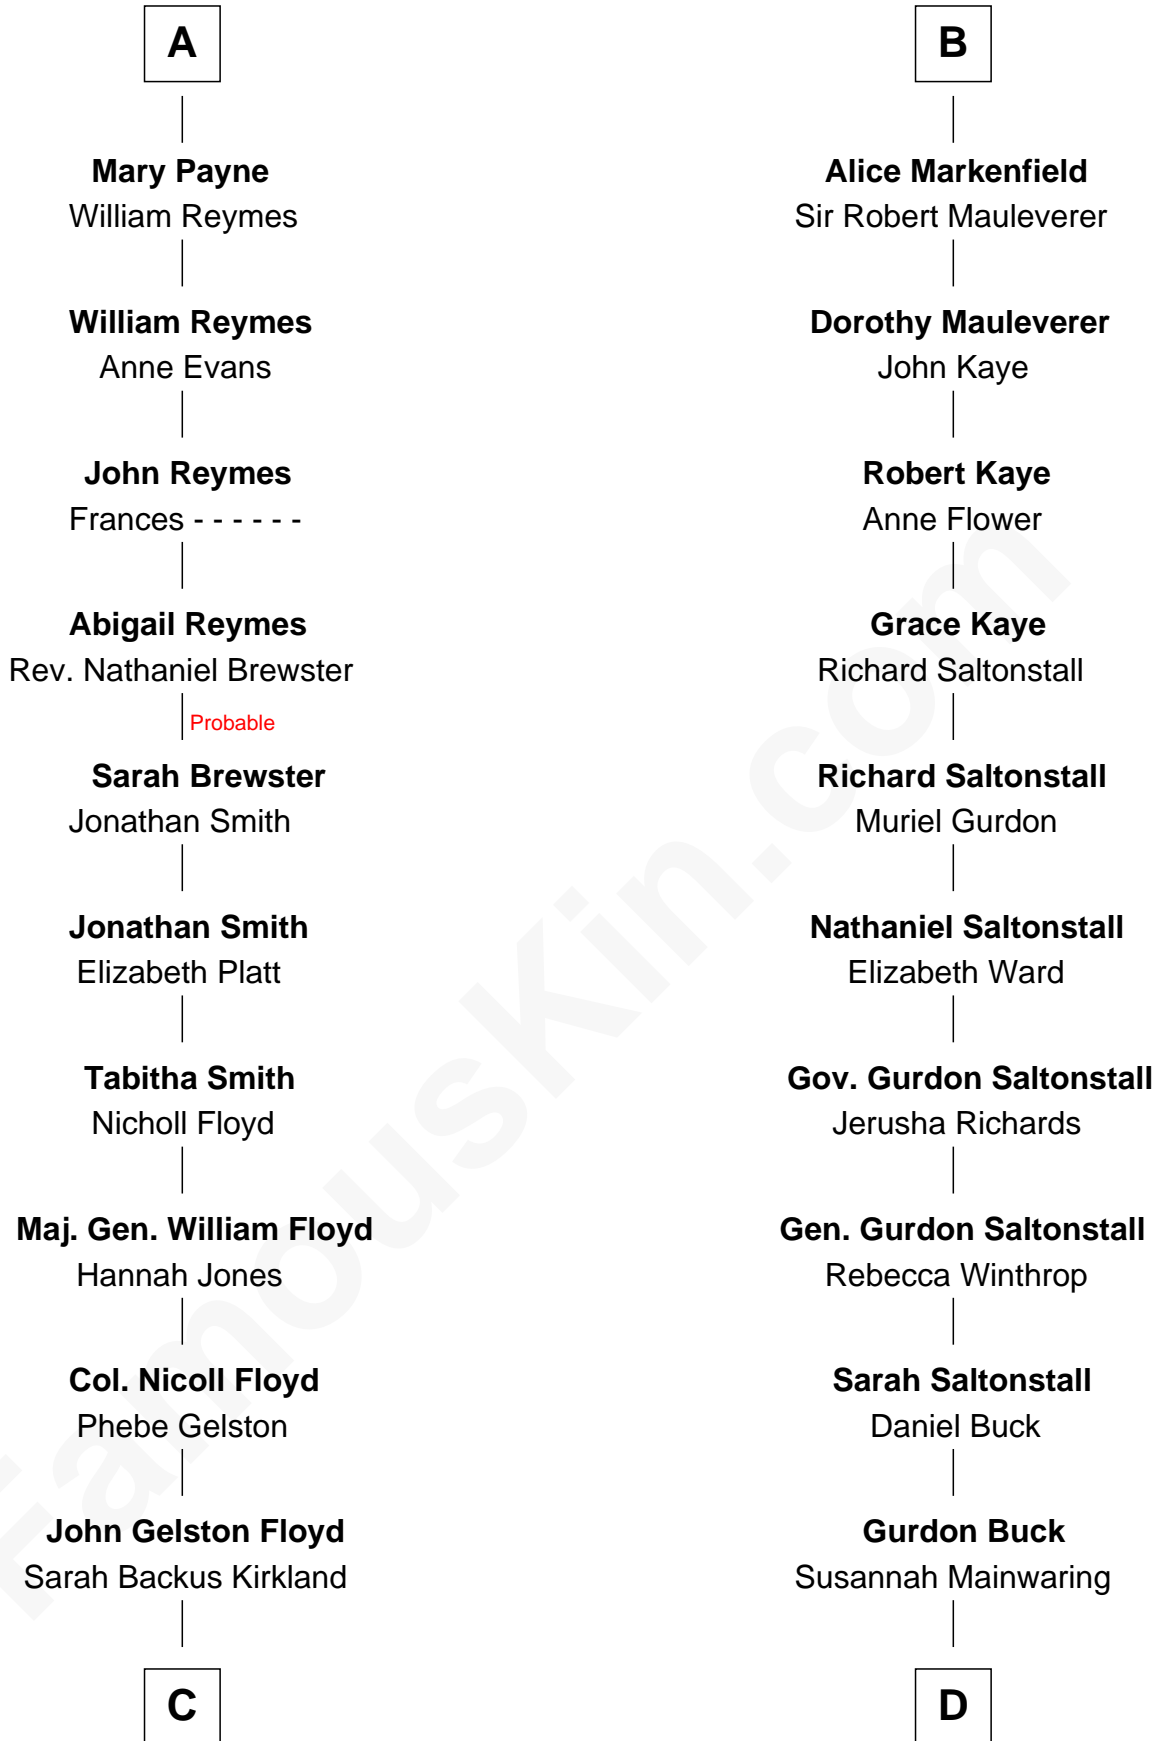 A
Mary Payne
William Reymes
William Reymes
Anne Evans
John Reymes
Frances - - - - - -
Abigail Reymes
Rev. Nathaniel Brewster
Probable
Sarah Brewster
Jonathan Smith
Jonathan Smith
Elizabeth Platt
Tabitha Smith
Nicholl Floyd
Maj. Gen. William Floyd
Hannah Jones
Col. Nicoll Floyd
Phebe Gelston
John Gelston Floyd
Sarah Backus Kirkland
C
B
Alice Markenfield
Sir Robert Mauleverer
Dorothy Mauleverer
John Kaye
Robert Kaye
Anne Flower
Grace Kaye
Richard Saltonstall
Richard Saltonstall
Muriel Gurdon
Nathaniel Saltonstall
Elizabeth Ward
Gov. Gurdon Saltonstall
Jerusha Richards
Gen. Gurdon Saltonstall
Rebecca Winthrop
Sarah Saltonstall
Daniel Buck
Gurdon Buck
Susannah Mainwaring
D
FamousKin.com